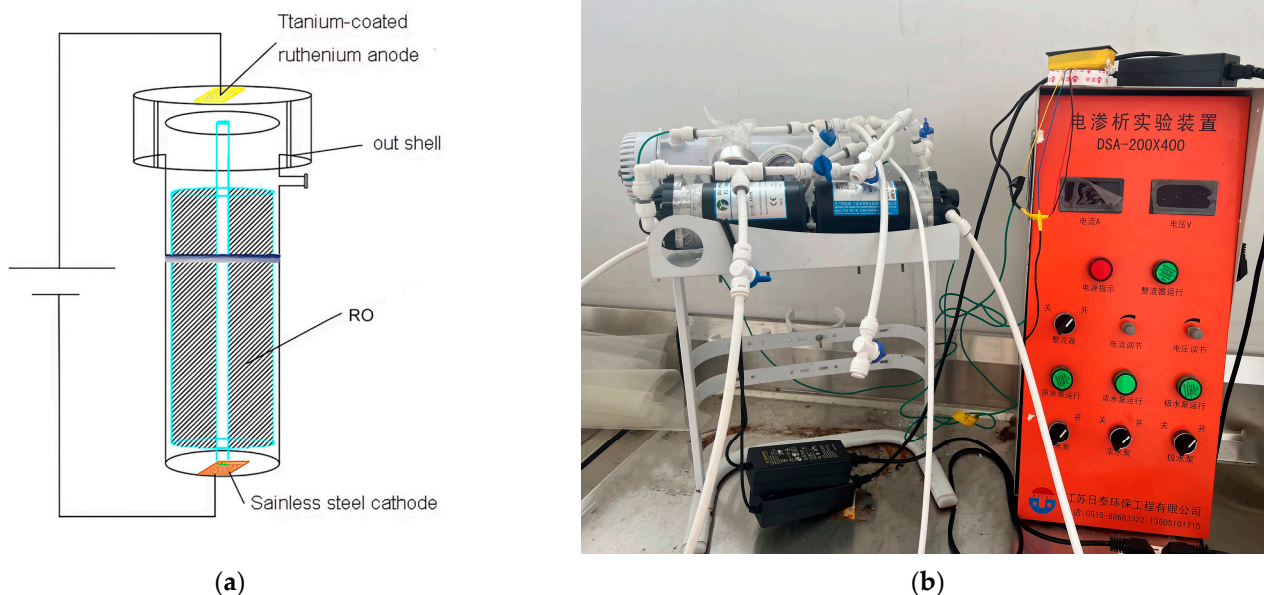 Ttanium-coated
ruthenium anode
out shell
RO
Sainless steel cathode
(a)
电渗析实验装置
DSA-200X400
电流A
电压V
电源指示
整流器运行
关 开
整流器
电流调节
电压调节
原水泵运行
浓水泵运行
极水泵运行
开 关 开 关 开
水泵
浓水泵
极水泵
江苏日泰环保工程有限公司
:0515-88663322 13605101715
(b)